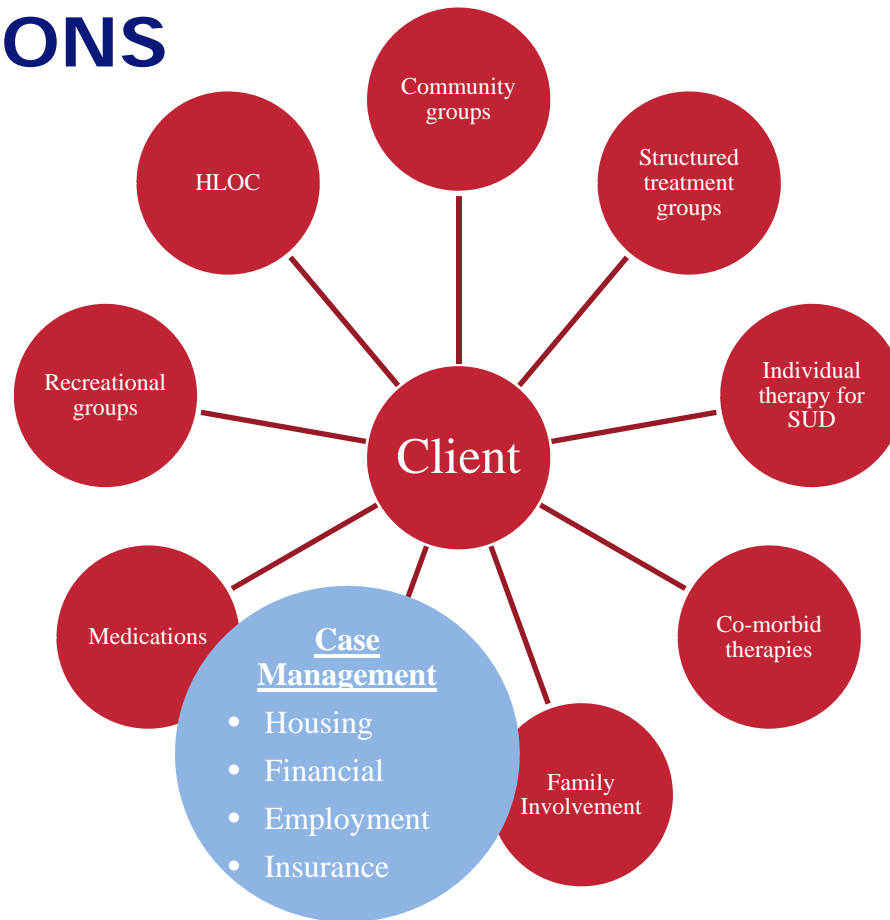 ONS
Community
groups
HLOC
Structured
treatment
groups
Recreational
groups
Individual
therapy for
SUD
Client
Medications
Case
Management
• Housing
• Financial
• Employment
• Insurance
Co-morbid
therapies
Family
Involvement